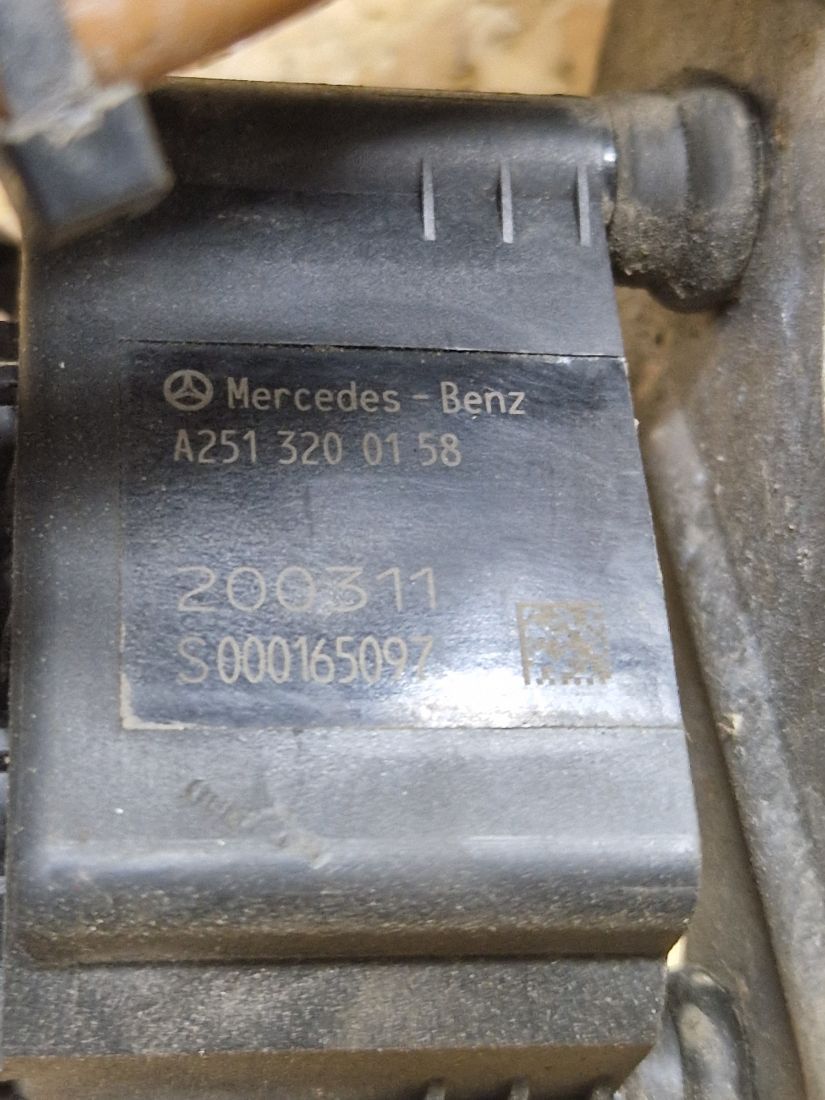 Mercedes-Benz
A251 320 01 58
200311
S000165097